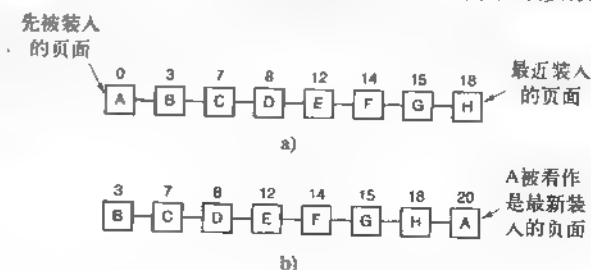 先被装入
的页面
0 3 7 8 12 14 15 18
A B C D E F G H
最近装入
的页面
a)
3 7 8 12 14 15 18 20
B C D E F G H A
A被看作
是最新装
入的页面
b)